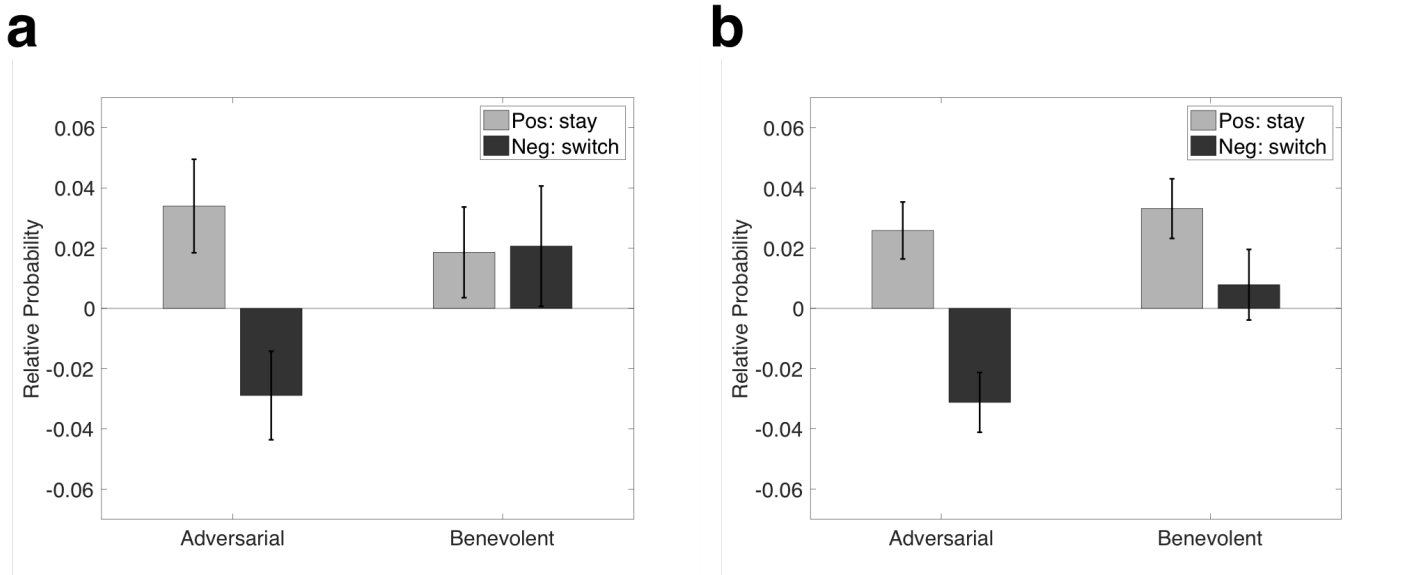 a
Relative Probability
0.06
0.04
0.02
0
-0.02
-0.04
-0.06
Pos: stay
Neg: switch
Adversarial
Benevolent
b
Relative Probability
0.06
0.04
0.02
0
-0.02
-0.04
-0.06
Pos: stay
Neg: switch
Adversarial
Benevolent